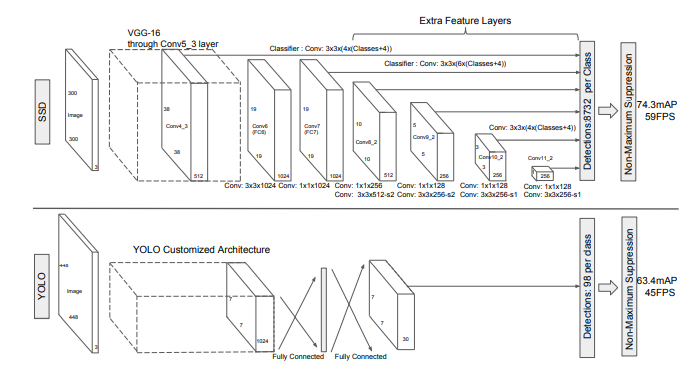 Extra Feature Layers
VGG-16
through Conv5_3 layer
Classifier : Conv: 3x3x(4x(Classes+4))
Classifier : Conv: 3x3x(6x(Classes+4))
SSD
300
Image
300
3
38
Conv4_3
38
512
19
Conv6
(FC6)
19
1024
19
Conv7
(FC7)
19
1024
10
Conv8_2
10
512
5
Conv9_2
5
256
Conv: 3x3x(4x(Classes+4))
3
Conv10_2
3
256
Conv11_2
256
Detections:8732 per Class
Non-Maximum Suppression
74.3mAP
59FPS
Conv: 3x3x1024
Conv: 1x1x1024
Conv: 1x1x256
Conv: 3x3x512-s2
Conv: 1x1x128
Conv: 3x3x256-s2
Conv: 1x1x128
Conv: 3x3x256-s1
Conv: 1x1x128
Conv: 3x3x256-s1
YOLO
448
Image
448
3
YOLO Customized Architecture
7
7
1024
Fully Connected
Fully Connected
7
7
30
Detections: 98 per class
Non-Maximum Suppression
63.4mAP
45FPS